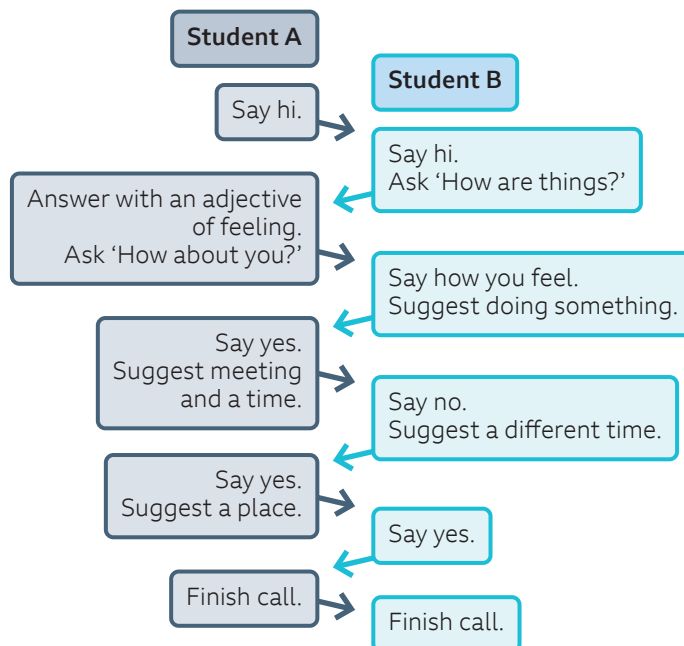 Student A
Student B
Say hi.
Say hi.
Ask ‘How are things?’
Answer with an adjective
of feeling.
Ask ‘How about you?’
Say how you feel.
Suggest doing something.
Say yes.
Suggest meeting
and a time.
Say no.
Suggest a different time.
Say yes.
Suggest a place.
Say yes.
Finish call.
Finish call.